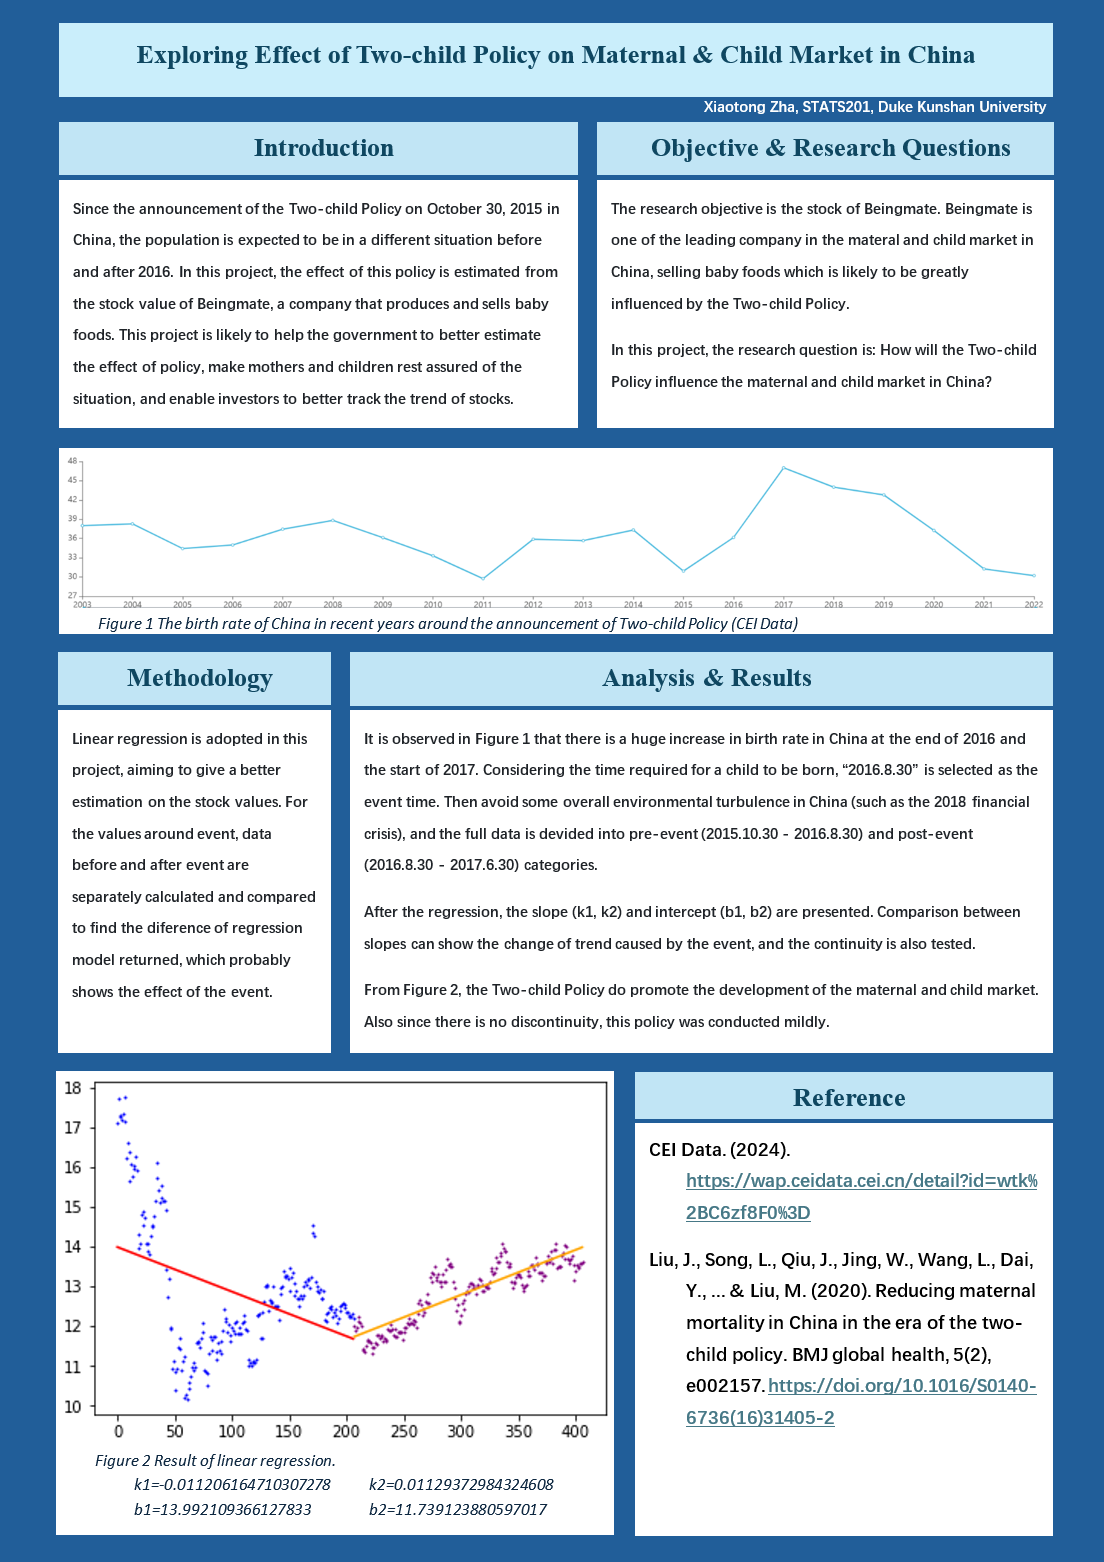 Exploring Effect of Two-child Policy on Maternal & Child Market in China
Xiaotong Zha, STATS201, Duke Kunshan University
Introduction
Since the announcement of the Two-child Policy on October 30, 2015 in
China, the population is expected to be in a different situation before
and after 2016. In this project, the effect of this policy is estimated from
the stock value of Beingmate, a company that produces and sells baby
foods. This project is likely to help the government to better estimate
the effect of policy, make mothers and children rest assured of the
situation, and enable investors to better track the trend of stocks.
Objective & Research Questions
The research objective is the stock of Beingmate. Beingmate is
one of the leading company in the materal and child market in
China, selling baby foods which is likely to be greatly
influenced by the Two-child Policy.
In this project, the research question is: How will the Two-child
Policy influence the maternal and child market in China?
48
45
42
39
36
33
30
27
2003 2004 2005 2006 2007 2008 2009 2010 2011 2012 2013 2014 2015 2016 2017 2018 2019 2020 2021 2022
Figure 1 The birth rate of China in recent years around the announcement of Two-child Policy (CEI Data)
Methodology
Linear regression is adopted in this
project, aiming to give a better
estimation on the stock values. For
the values around event, data
before and after event are
separately calculated and compared
to find the diference of regression
model returned, which probably
shows the effect of the event.
Analysis & Results
It is observed in Figure 1 that there is a huge increase in birth rate in China at the end of 2016 and
the start of 2017. Considering the time required for a child to be born, “2016.8.30” is selected as the
event time. Then avoid some overall environmental turbulence in China (such as the 2018 financial
crisis), and the full data is devided into pre-event (2015.10.30 - 2016.8.30) and post-event
(2016.8.30 - 2017.6.30) categories.
After the regression, the slope (k1, k2) and intercept (b1, b2) are presented. Comparison between
slopes can show the change of trend caused by the event, and the continuity is also tested.
From Figure 2, the Two-child Policy do promote the development of the maternal and child market.
Also since there is no discontinuity, this policy was conducted mildly.
18
17
16
15
14
13
12
11
10
0 50 100 150 200 250 300 350 400
Figure 2 Result of linear regression.
k1=-0.011206164710307278 k2=0.01129372984324608
b1=13.992109366127833 b2=11.739123880597017
Reference
CEI Data. (2024).
https://wap.ceidata.cei.cn/detail?id=wtk%
2BC6zf8F0%3D
Liu, J., Song, L., Qiu, J., Jing, W., Wang, L., Dai,
Y., ... & Liu, M. (2020). Reducing maternal
mortality in China in the era of the two-
child policy. BMJ global health, 5(2),
e002157. https://doi.org/10.1016/S0140-
6736(16)31405-2